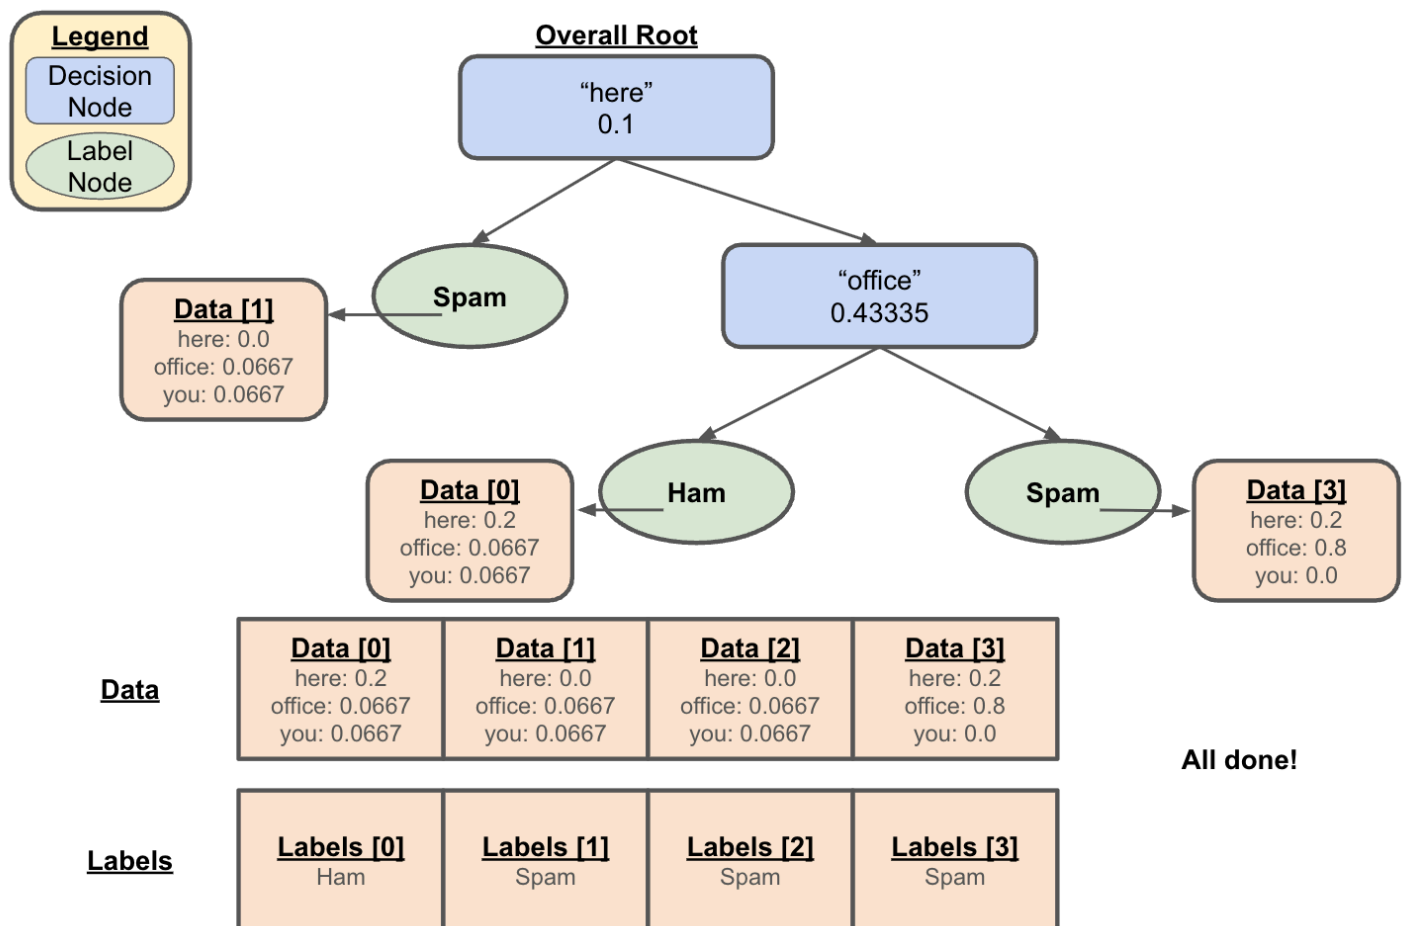 Legend
Decision
Node
Label
Node
Overall Root
“here”
0.1
Spam
“office”
0.43335
Data [1]
here: 0.0
office: 0.0667
you: 0.0667
Ham
Spam
Data [0]
here: 0.2
office: 0.0667
you: 0.0667
Data [3]
here: 0.2
office: 0.8
you: 0.0
Data
Data [0]
here: 0.2
office: 0.0667
you: 0.0667
Data [1]
here: 0.0
office: 0.0667
you: 0.0667
Data [2]
here: 0.0
office: 0.0667
you: 0.0667
Data [3]
here: 0.2
office: 0.8
you: 0.0
All done!
Labels
Labels [0]
Ham
Labels [1]
Spam
Labels [2]
Spam
Labels [3]
Spam